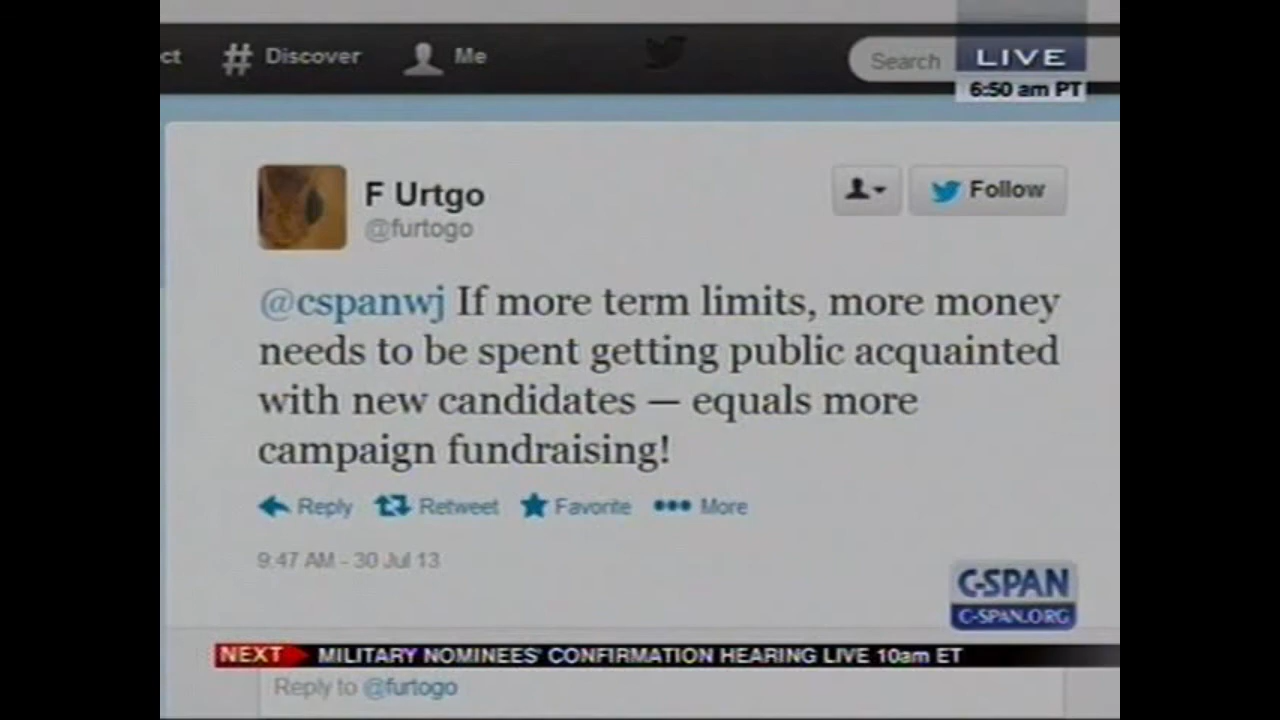 ct # Discover Me Search LIVE
6:50 am PT
F Urtgo
@furtogo
Follow
@cspanwj If more term limits, more money
needs to be spent getting public acquainted
with new candidates — equals more
campaign fundraising!
Reply Retweet Favorite More
9:47 AM - 30 Jul 13
C-SPAN
C-SPAN.ORG
NEXT MILITARY NOMINEES' CONFIRMATION HEARING LIVE 10am ET
Reply to @furtogo